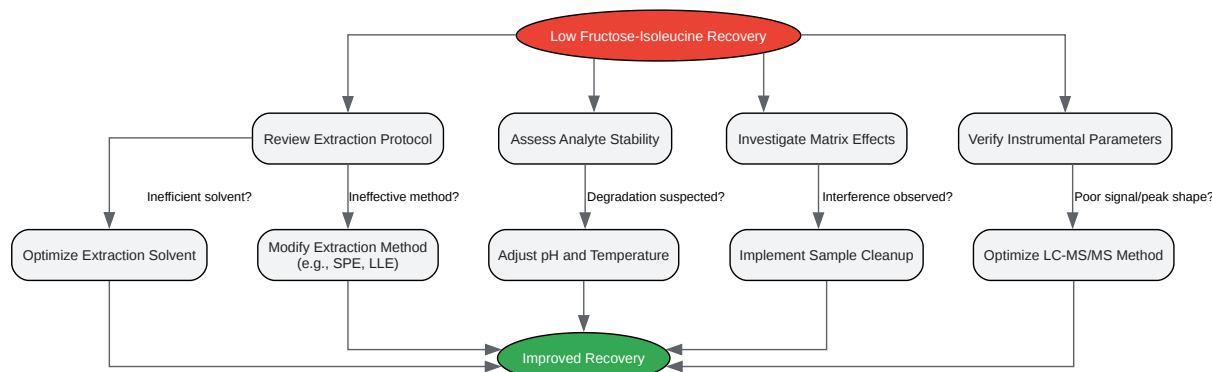 Low Fructose-Isoleucine Recovery
Review Extraction Protocol
Assess Analyte Stability
Investigate Matrix Effects
Verify Instrumental Parameters
Inefficient solvent?
Ineffective method?
Degradation suspected?
Interference observed?
Poor signal/peak shape?
Optimize Extraction Solvent
Modify Extraction Method
(e.g., SPE, LLE)
Adjust pH and Temperature
Implement Sample Cleanup
Optimize LC-MS/MS Method
Improved Recovery